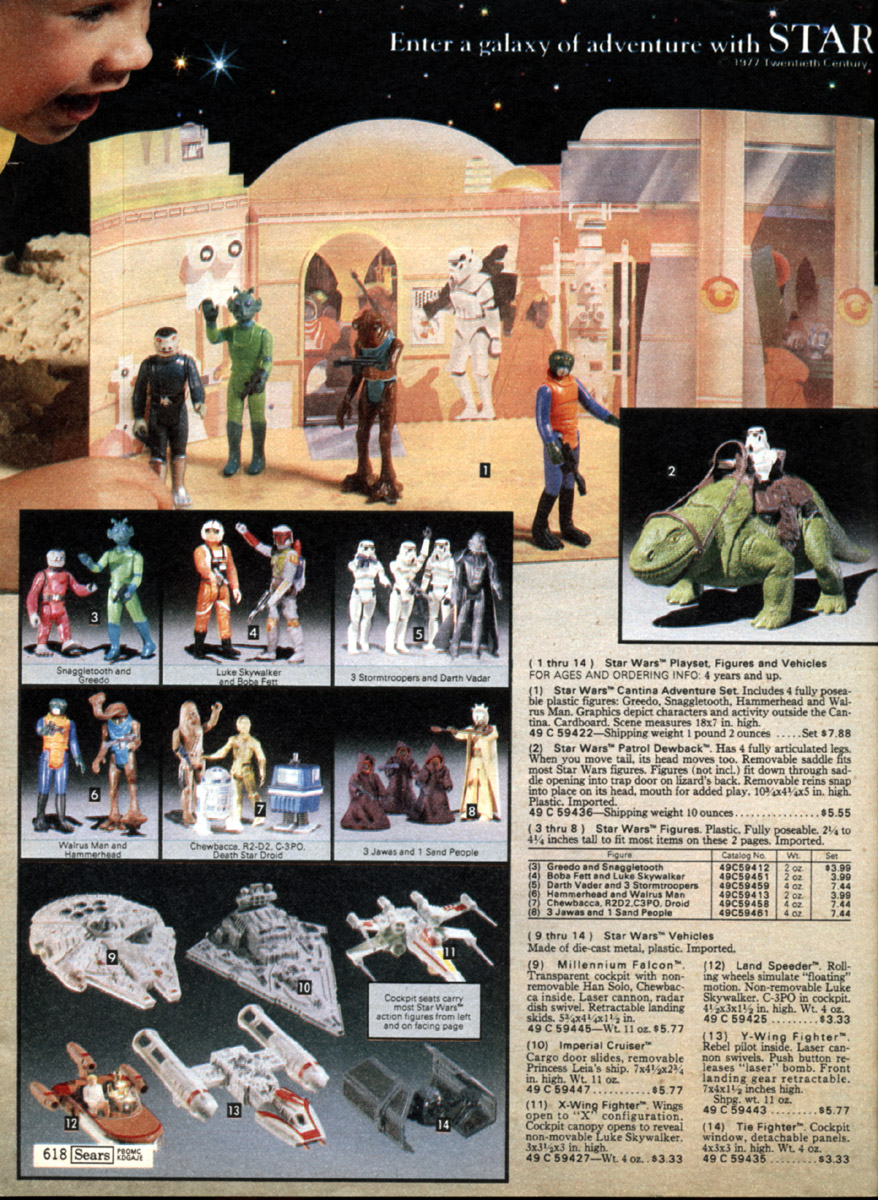 Enter a galaxy of adventure with STAR
© 1977 Twentieth Century
1
2
3
Snaggletooth and
Greedo
4
Luke Skywalker
and Boba Fett
5
3 Stormtroopers and Darth Vadar
6
Walrus Man and
Hammerhead
7
Chewbacca, R2-D2, C-3PO,
Death Star Droid
8
3 Jawas and 1 Sand People
9
10
11
Cockpit seats carry
most Star Wars™
action figures from left
and on facing page
12
13
14
618 Sears PBQMC
KDGAJE
( 1 thru 14 ) Star Wars™ Playset, Figures and Vehicles
FOR AGES AND ORDERING INFO: 4 years and up.
(1) Star Wars™ Cantina Adventure Set. Includes 4 fully posea-
ble plastic figures: Greedo, Snaggletooth, Hammerhead and Wal-
rus Man. Graphics depict characters and activity outside the Can-
tina. Cardboard. Scene measures 18x7 in. high.
49 C 59422—Shipping weight 1 pound 2 ounces .....Set $7.88
(2) Star Wars™ Patrol Dewback™. Has 4 fully articulated legs.
When you move tail, its head moves too. Removable saddle fits
most Star Wars figures. Figures (not incl.) fit down through sad-
dle opening into trap door on lizard's back. Removable reins snap
into place on its head, mouth for added play. 10¾x4¼x5 in. high.
Plastic. Imported.
49 C 59436—Shipping weight 10 ounces...............$5.55
( 3 thru 8 ) Star Wars™ Figures. Plastic. Fully poseable. 2¼ to
4¼ inches tall to fit most items on these 2 pages. Imported.
Figure Catalog No. Wt. Set
(3) Greedo and Snaggletooth 49C59412 2 oz. $3.99
(4) Boba Fett and Luke Skywalker 49C59451 2 oz. 3.99
(5) Darth Vader and 3 Stormtroopers 49C59459 4 oz. 7.44
(6) Hammerhead and Walrus Man 49C59413 2 oz. 3.99
(7) Chewbacca, R2D2,C3PO, Droid 49C59458 4 oz. 7.44
(8) 3 Jawas and 1 Sand People 49C59461 4 oz. 7.44
( 9 thru 14 ) Star Wars™ Vehicles
Made of die-cast metal, plastic. Imported.
(9) Millennium Falcon™.
Transparent cockpit with non-
removable Han Solo, Chewbac-
ca inside. Laser cannon, radar
dish swivel. Retractable landing
skids. 5¾x4¼x1½ in.
49 C 59445—Wt. 11 oz. $5.77
(10) Imperial Cruiser™
Cargo door slides, removable
Princess Leia's ship. 7x4½x2¾
in. high. Wt. 11 oz.
49 C 59447...........$5.77
(11) X-Wing Fighter™. Wings
open to "X" configuration.
Cockpit canopy opens to reveal
non-movable Luke Skywalker.
3x3½x3 in. high.
49 C 59427—Wt. 4 oz. .$3.33
(12) Land Speeder™. Roll-
ing wheels simulate "floating"
motion. Non-removable Luke
Skywalker. C-3PO in cockpit.
4½x3x1½ in. high. Wt. 4 oz.
49 C 59425 .........$3.33
(13) Y-Wing Fighter™.
Rebel pilot inside. Laser can-
non swivels. Push button re-
leases "laser" bomb. Front
landing gear retractable.
7x4x1½ inches high.
Shpg. wt. 11 oz.
49 C 59443 .........$5.77
(14) Tie Fighter™. Cockpit
window, detachable panels.
4x3x3 in. high. Wt. 4 oz.
49 C 59435 .........$3.33